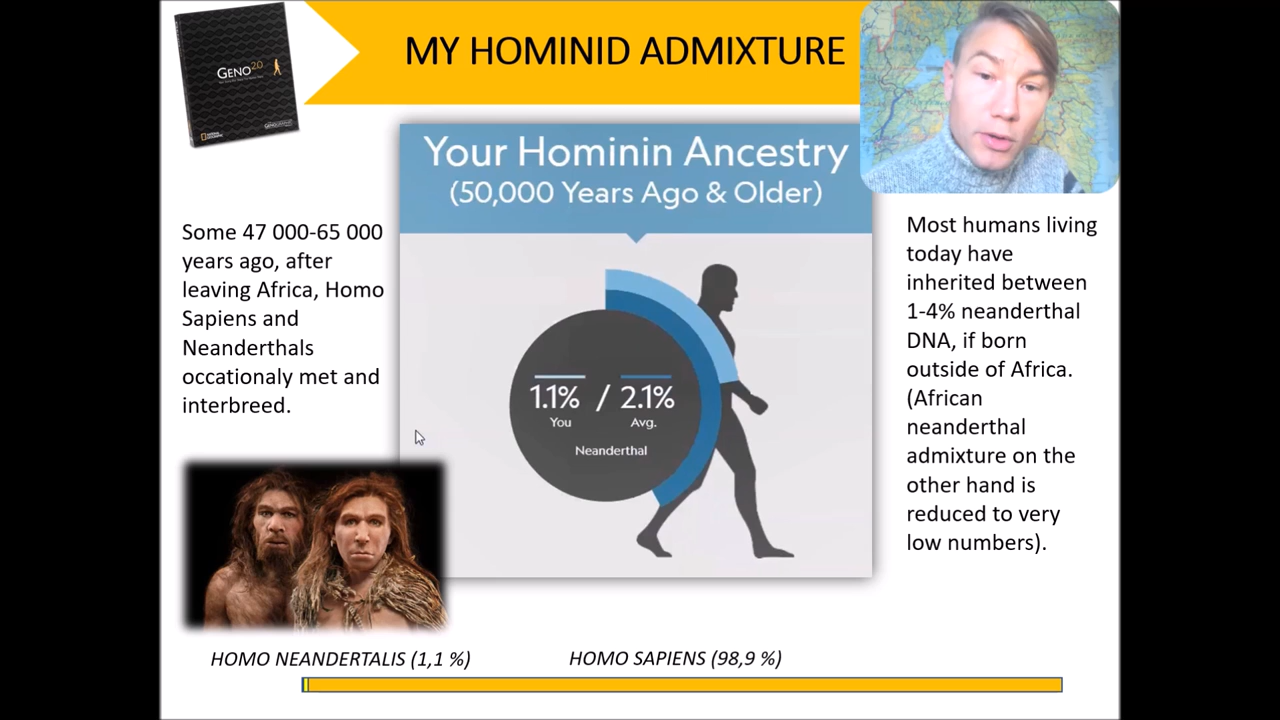 MY HOMINID ADMIXTURE
GENO 2.0
Your Hominin Ancestry
(50,000 Years Ago & Older)
Some 47 000-65 000
years ago, after
leaving Africa, Homo
Sapiens and
Neanderthals
occationaly met and
interbreed.
1.1% / 2.1%
You Avg.
Neanderthal
Most humans living
today have
inherited between
1-4% neanderthal
DNA, if born
outside of Africa.
(African
neanderthal
admixture on the
other hand is
reduced to very
low numbers).
HOMO NEANDERTALIS (1,1 %)
HOMO SAPIENS (98,9 %)